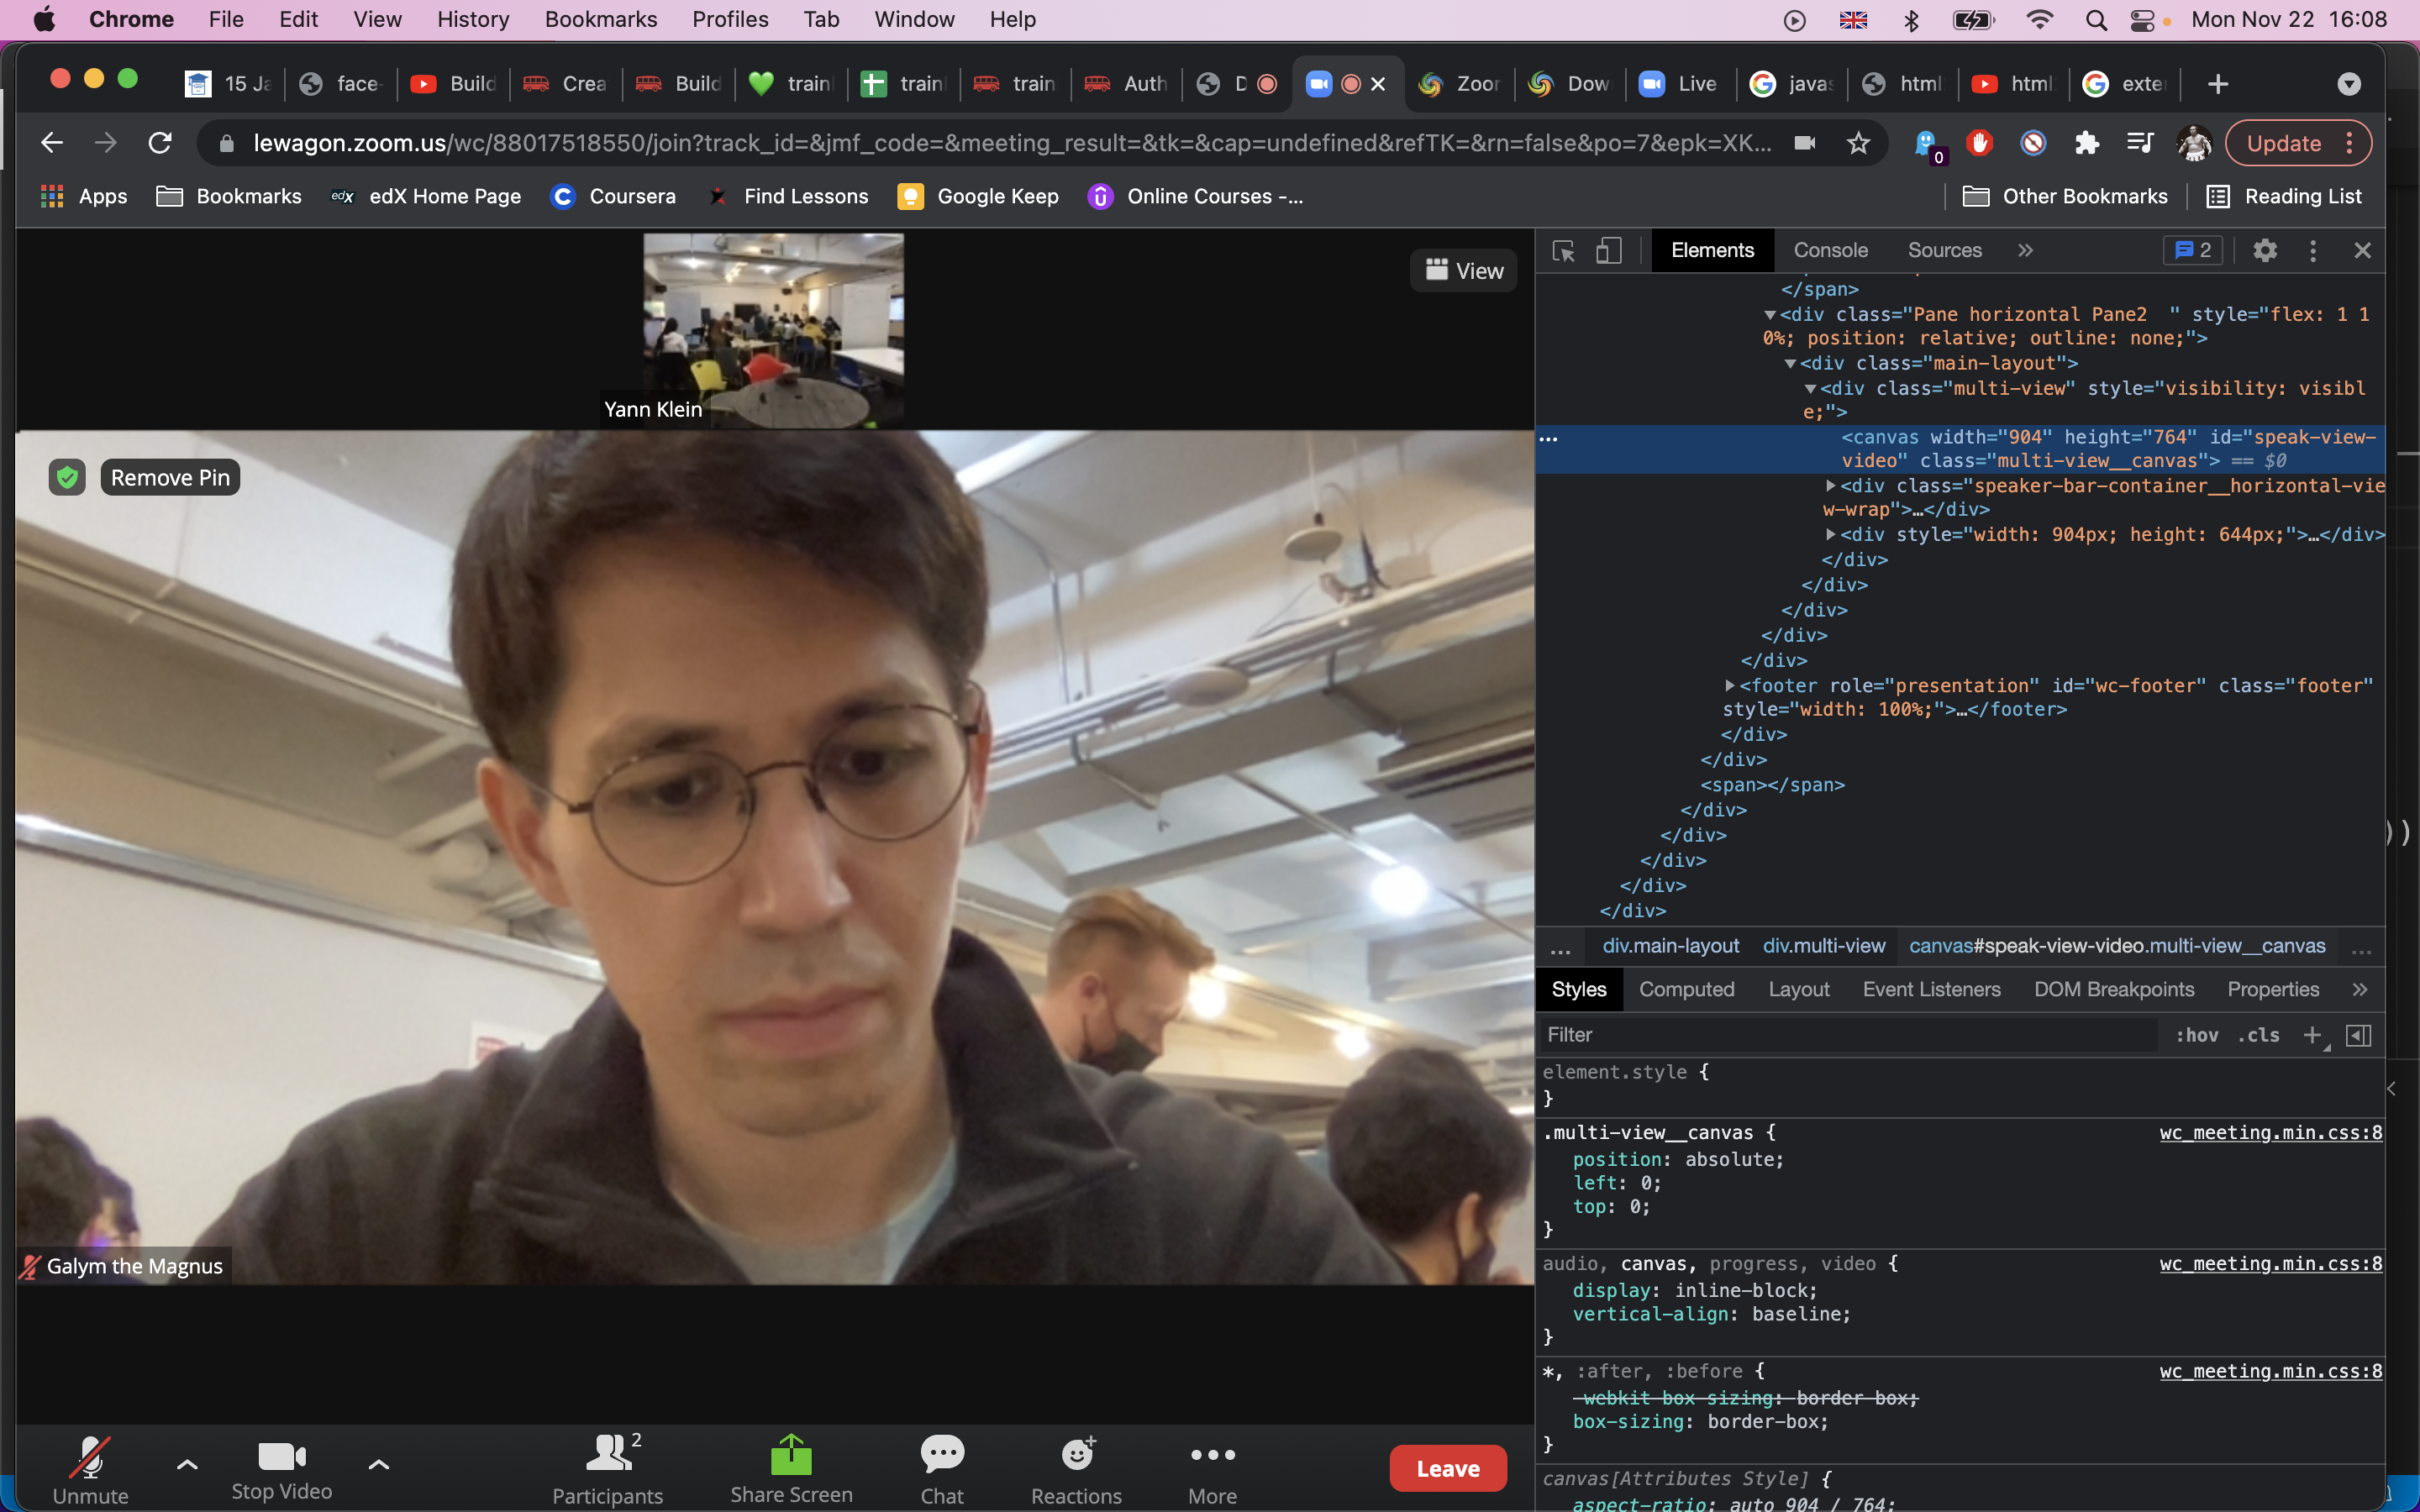 Chrome File Edit View History Bookmarks Profiles Tab Window Help Mon Nov 22 16:08
15 Ja face- Build Crea Build train train train Auth D Zoor Dow Live javas html html exte
lewagon.zoom.us/wc/88017518550/join?track_id=&jmf_code=&meeting_result=&tk=&cap=undefined&refTK=&rn=false&po=7&epk=XK... 0 Update
Apps Bookmarks edX edX Home Page Coursera Find Lessons Google Keep Online Courses -... Other Bookmarks Reading List
View
Yann Klein
Remove Pin
Galym the Magnus
Unmute Stop Video 2 Participants Share Screen Chat Reactions More Leave
Elements Console Sources » 2
</span>
▼<div class="Pane horizontal Pane2  " style="flex: 1 1
0%; position: relative; outline: none;">
▼<div class="main-layout">
▼<div class="multi-view" style="visibility: visibl
e;">
<canvas width="904" height="764" id="speak-view-
video" class="multi-view__canvas"> == $0
▶<div class="speaker-bar-container__horizontal-vie
w-wrap">…</div>
▶<div style="width: 904px; height: 644px;">…</div>
</div>
</div>
</div>
</div>
</div>
▶<footer role="presentation" id="wc-footer" class="footer"
style="width: 100%;">…</footer>
</div>
</div>
<span></span>
</div>
</div>
</div>
</div>
</div>
... div.main-layout div.multi-view canvas#speak-view-video.multi-view__canvas ...
Styles Computed Layout Event Listeners DOM Breakpoints Properties »
Filter :hov .cls +
element.style {
}
.multi-view__canvas { wc_meeting.min.css:8
position: absolute;
left: 0;
top: 0;
}
audio, canvas, progress, video { wc_meeting.min.css:8
display: inline-block;
vertical-align: baseline;
}
*, :after, :before { wc_meeting.min.css:8
-webkit-box-sizing: border-box;
box-sizing: border-box;
}
canvas[Attributes Style] {
aspect-ratio: auto 904 / 764;